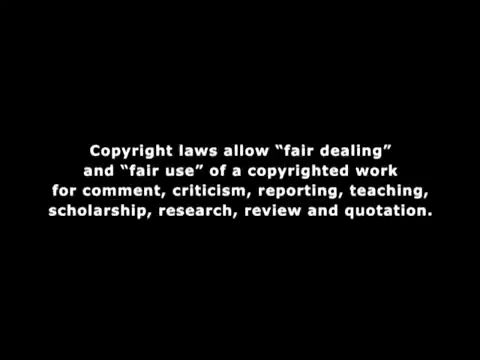 Copyright laws allow “fair dealing”
and “fair use” of a copyrighted work
for comment, criticism, reporting, teaching,
scholarship, research, review and quotation.